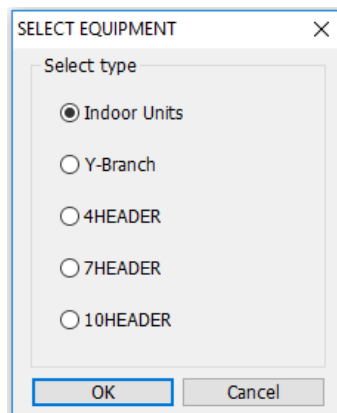 SELECT EQUIPMENT
Select type
Indoor Units
Y-Branch
4HEADER
7HEADER
10HEADER
OK Cancel